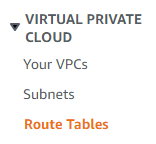 VIRTUAL PRIVATE
CLOUD
Your VPCs
Subnets
Route Tables